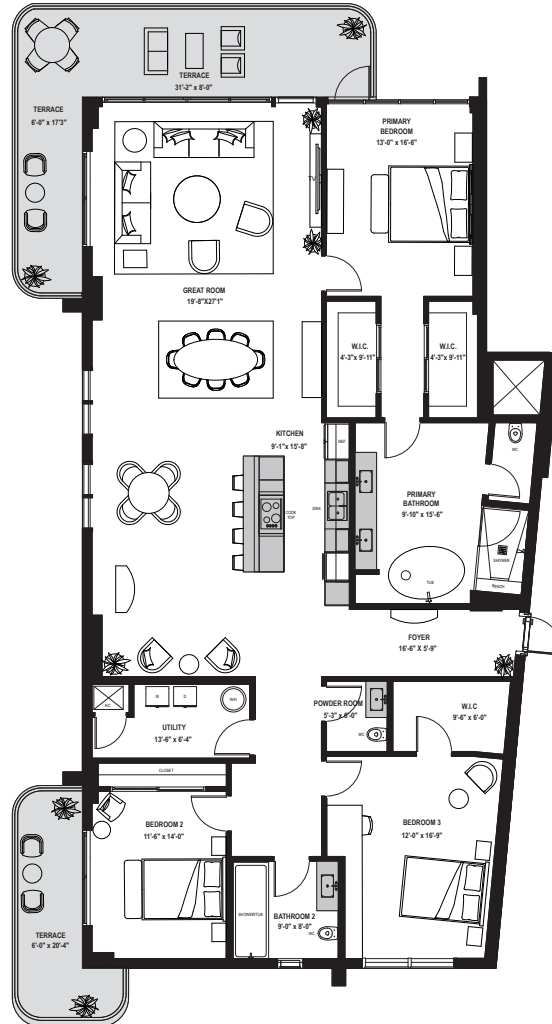 TERRACE
31'-2" x 8'-0"
TERRACE
6'-0" x 17'3"
PRIMARY
BEDROOM
13'-0" x 16'-6"
TV
GREAT ROOM
19'-8"X27'1"
W.I.C.
4'-3"x 9'-11"
W.I.C.
4'-3"x 9'-11"
KITCHEN
9'-1"x 15'-8"
REF
WC
COOK
TOP
SINK
PRIMARY
BATHROOM
9'-10" x 15'-6"
SHOWER
BENCH
TUB
FOYER
16'-6" X 5'-9"
AC
W
D
WH
UTILITY
13'-6" x 6'-4"
POWDER ROOM
5'-3" x 6'-0"
WC
W.I.C
9'-6" x 6'-0"
CLOSET
BEDROOM 2
11'-6" x 14'-0"
BEDROOM 3
12'-0" x 16'-9"
SHOWER/TUB
BATHROOM 2
9'-0" x 8'-0"
WC
TERRACE
6'-0" x 20'-4"